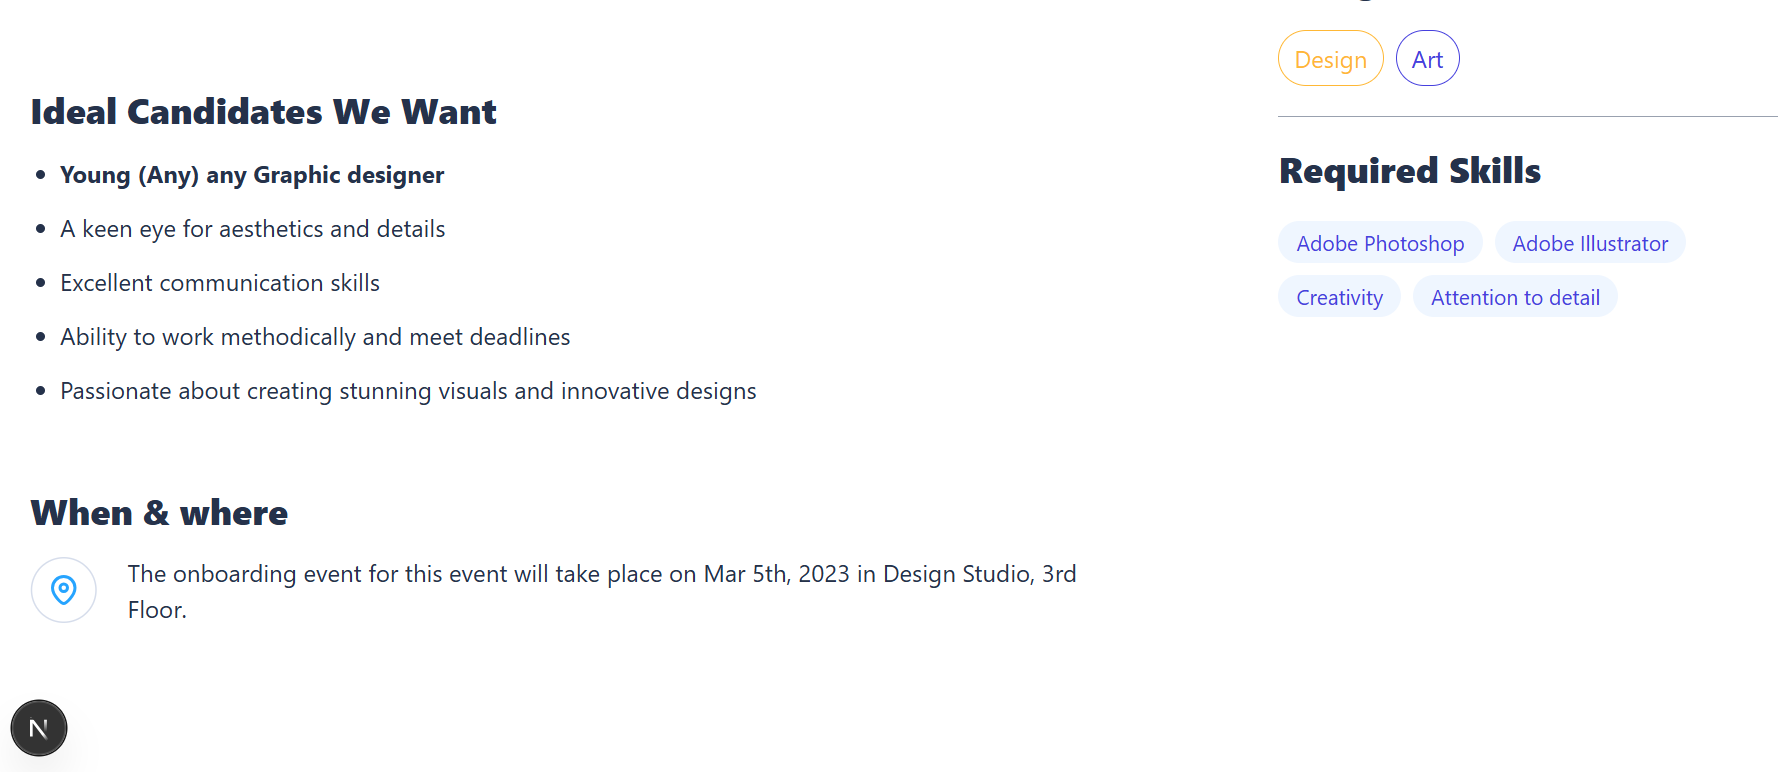 Ideal Candidates We Want
Young (Any) any Graphic designer
A keen eye for aesthetics and details
Excellent communication skills
Ability to work methodically and meet deadlines
Passionate about creating stunning visuals and innovative designs
When & where
The onboarding event for this event will take place on Mar 5th, 2023 in Design Studio, 3rd
Floor.
N
Design
Art
Required Skills
Adobe Photoshop
Adobe Illustrator
Creativity
Attention to detail